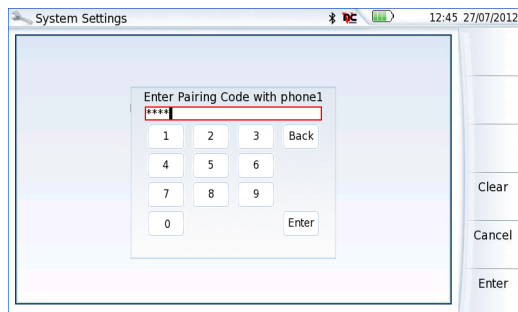 System Settings
12:45 27/07/2012
Enter Pairing Code with phone1
****
1 2 3 Back
4 5 6
7 8 9
0 Enter
Clear
Cancel
Enter